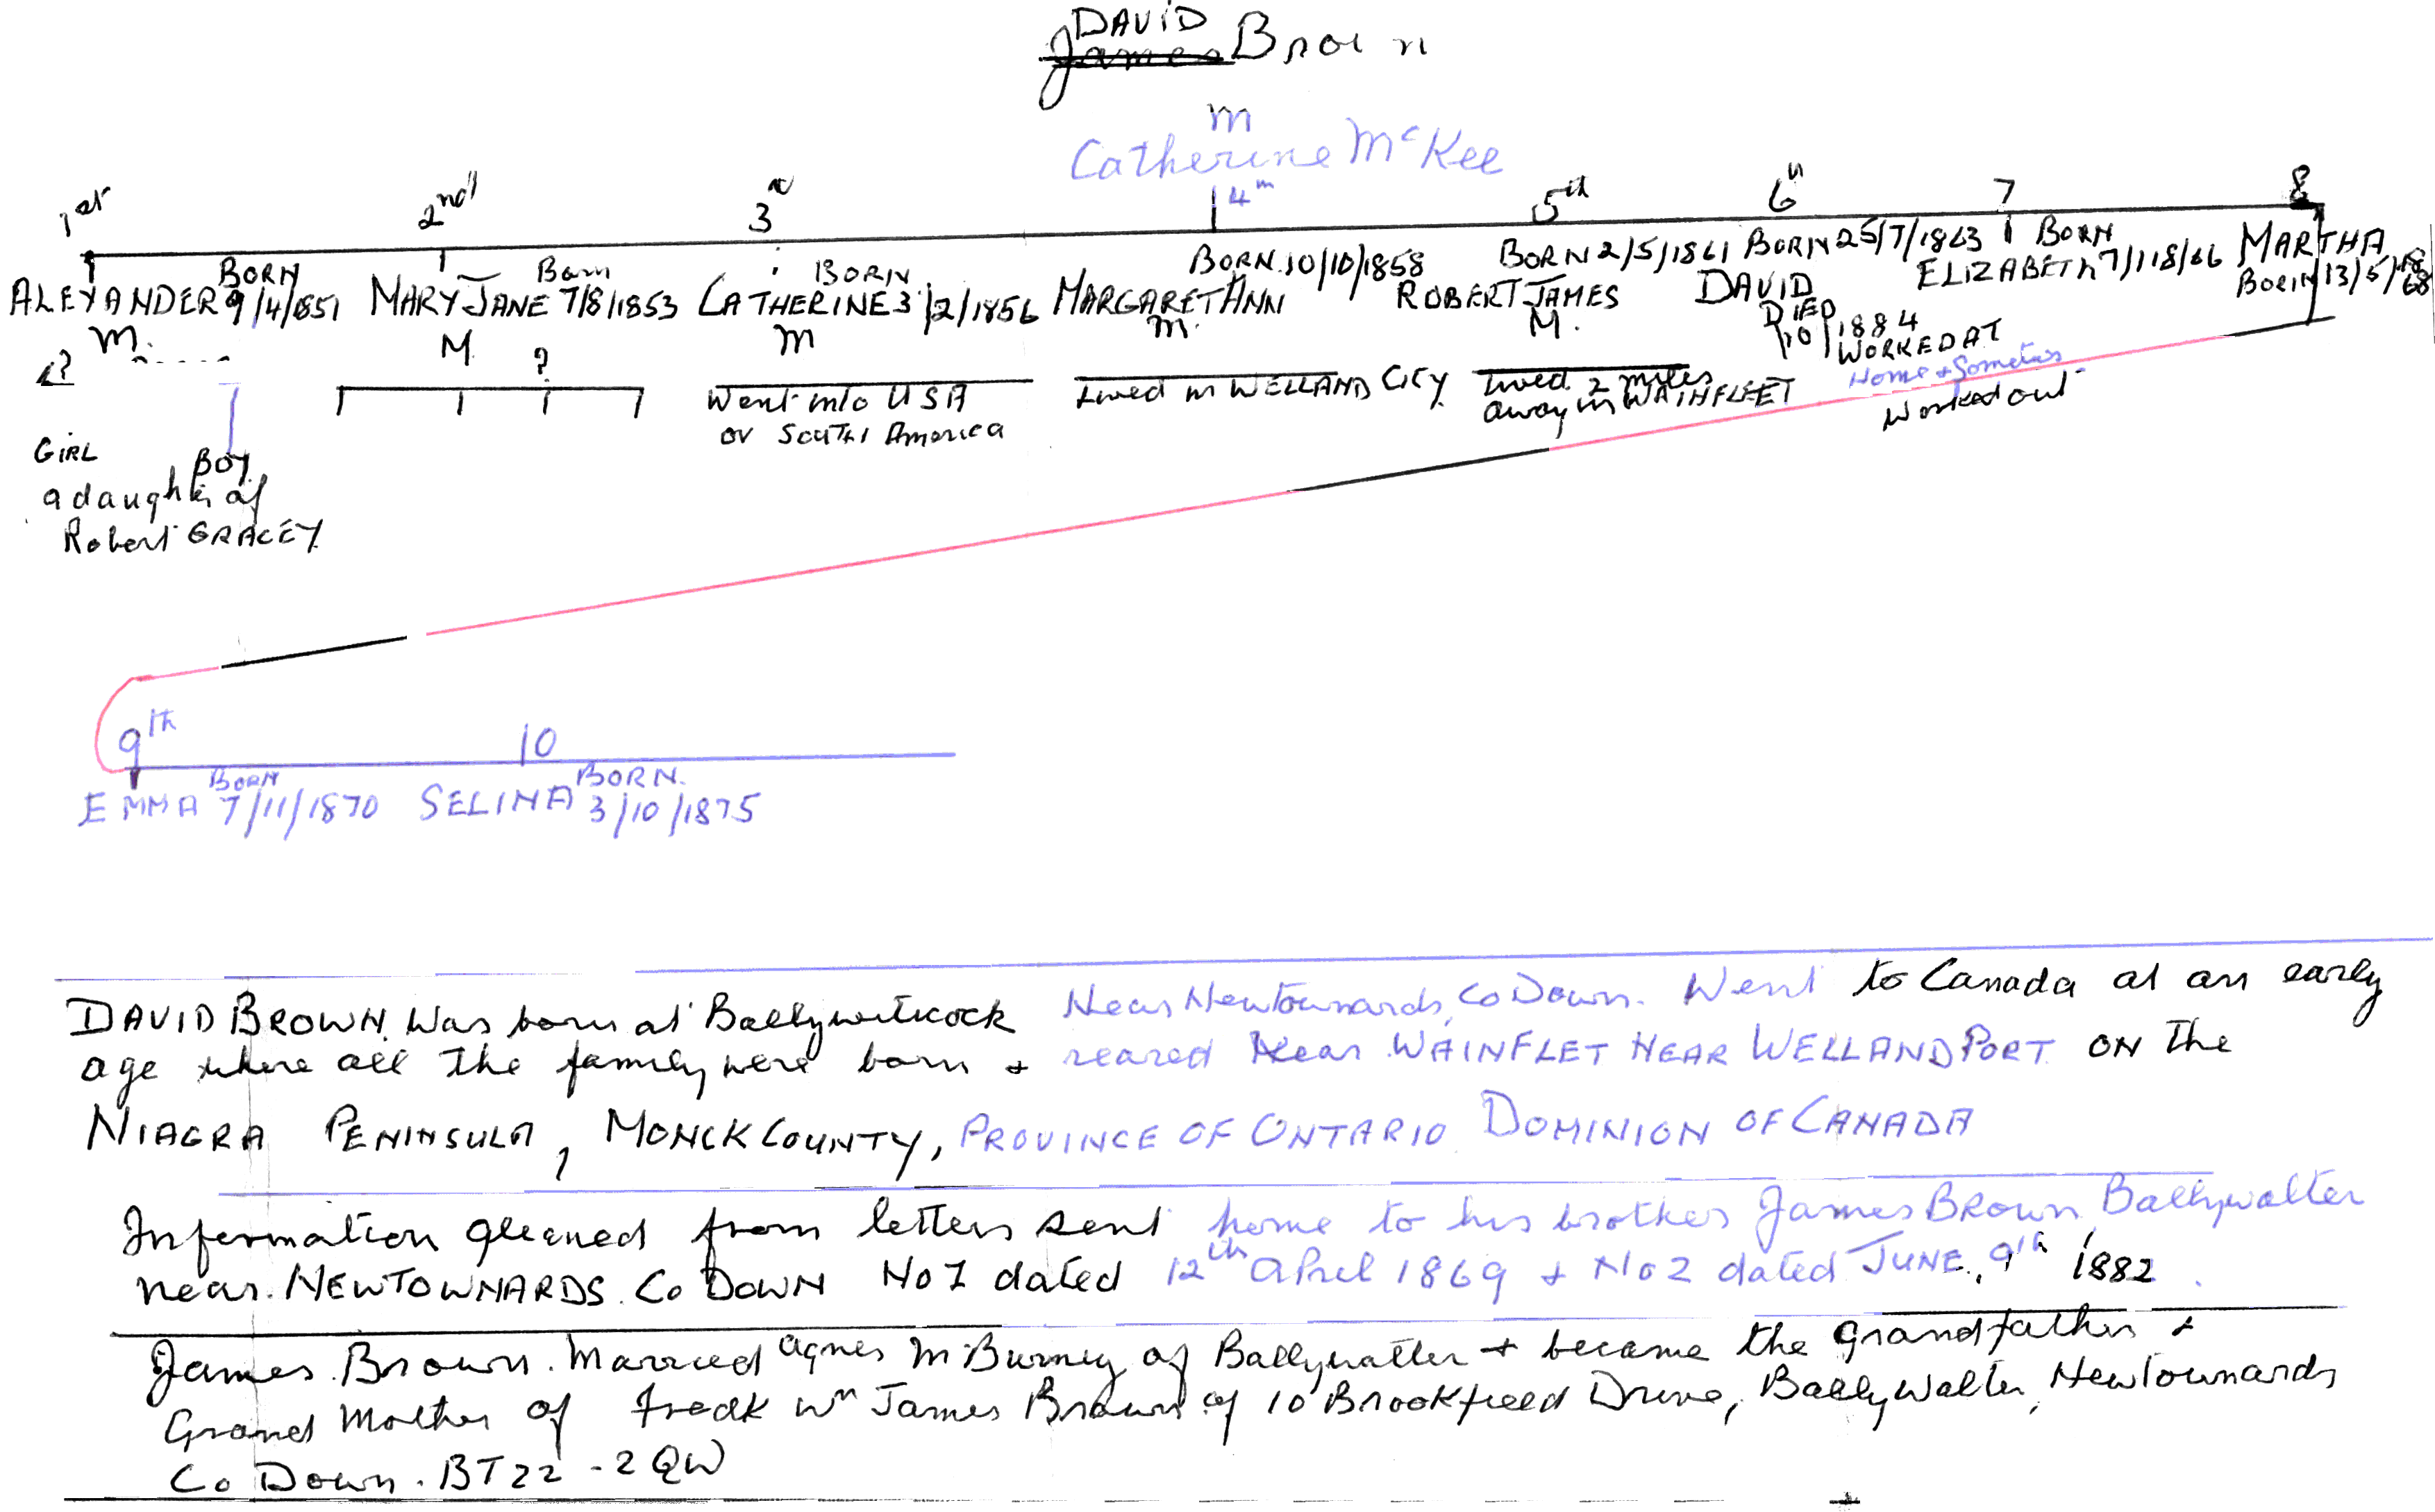 DAVID
James Brown
m
Catherine McKee
1st 2nd 3rd 4th 5th 6th 7 8
ALEXANDER BORN 9/4/1851
m.
?
GIRL
BOY
a daughter of
Robert GRACEY
MARY JANE Born 7/8/1853
M ?
CATHERINE BORN 3/2/1856
m
Went into USA
or South America
BORN 10/10/1858
MARGARET ANN
m.
Lived in WELLAND CITY
BORN 2/5/1861
ROBERT JAMES
M.
Lived 2 miles
away in WAINFLEET
BORN 25/7/1863
DAVID
DIED
10/1884
WORKED AT
Home + Sometimes
Worked out
BORN
ELIZABETH 7/1/18/66
MARTHA
BORN 13/5/1868
9th 10
EMMA BORN 7/11/1870 SELINA BORN. 3/10/1875
DAVID BROWN Was born at Ballywitticock Near Newtownards, Co Down. Went to Canada at an early
age where all the family were born + reared Near WAINFLET NEAR WELLAND PORT ON THE
NIAGRA PENINSULA, MONCK COUNTY, PROVINCE OF ONTARIO DOMINION OF CANADA
Information gleaned from letters sent home to his brother James Brown, Ballywalter
near NEWTOWNARDS. Co DOWN No 1 dated 12th April 1869 + No 2 dated JUNE 9th 1882.
James Brown. Married Agnes McBurney of Ballywalter + became the Grandfather +
Grand Mother of Fredk Wm James Brown of 10 Brookfield Drive, Ballywalter, Newtownards
Co Down. BT22 - 2QW